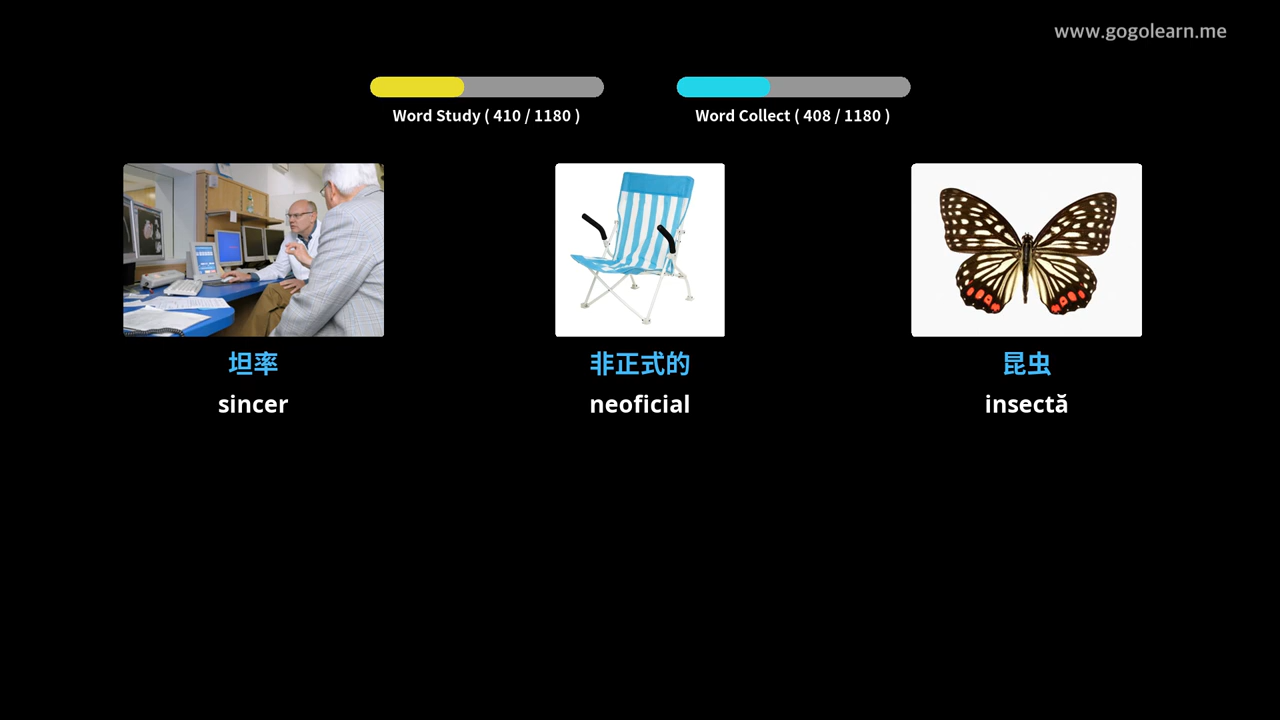 www.gogolearn.me
Word Study ( 410 / 1180 )
Word Collect ( 408 / 1180 )
坦率
sincer
非正式的
neoficial
昆虫
insectă